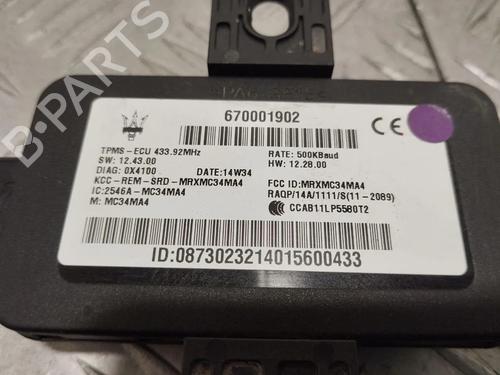 B-PARTS
670001902
CE
TPMS-ECU 433.92MHz
RATE: 500KBaud
SW: 12.43.00
HW: 12.28.00
DIAG: 0X4100
DATE:14W34
KCC-REM-SRD-MRXMC34MA4
FCC ID:MRXMC34MA4
IC:2546A-MC34MA4
RAQP/14A/1111/S(11-2089)
M: MC34MA4
CCAB11LP5580T2
ID:0873023214015600433